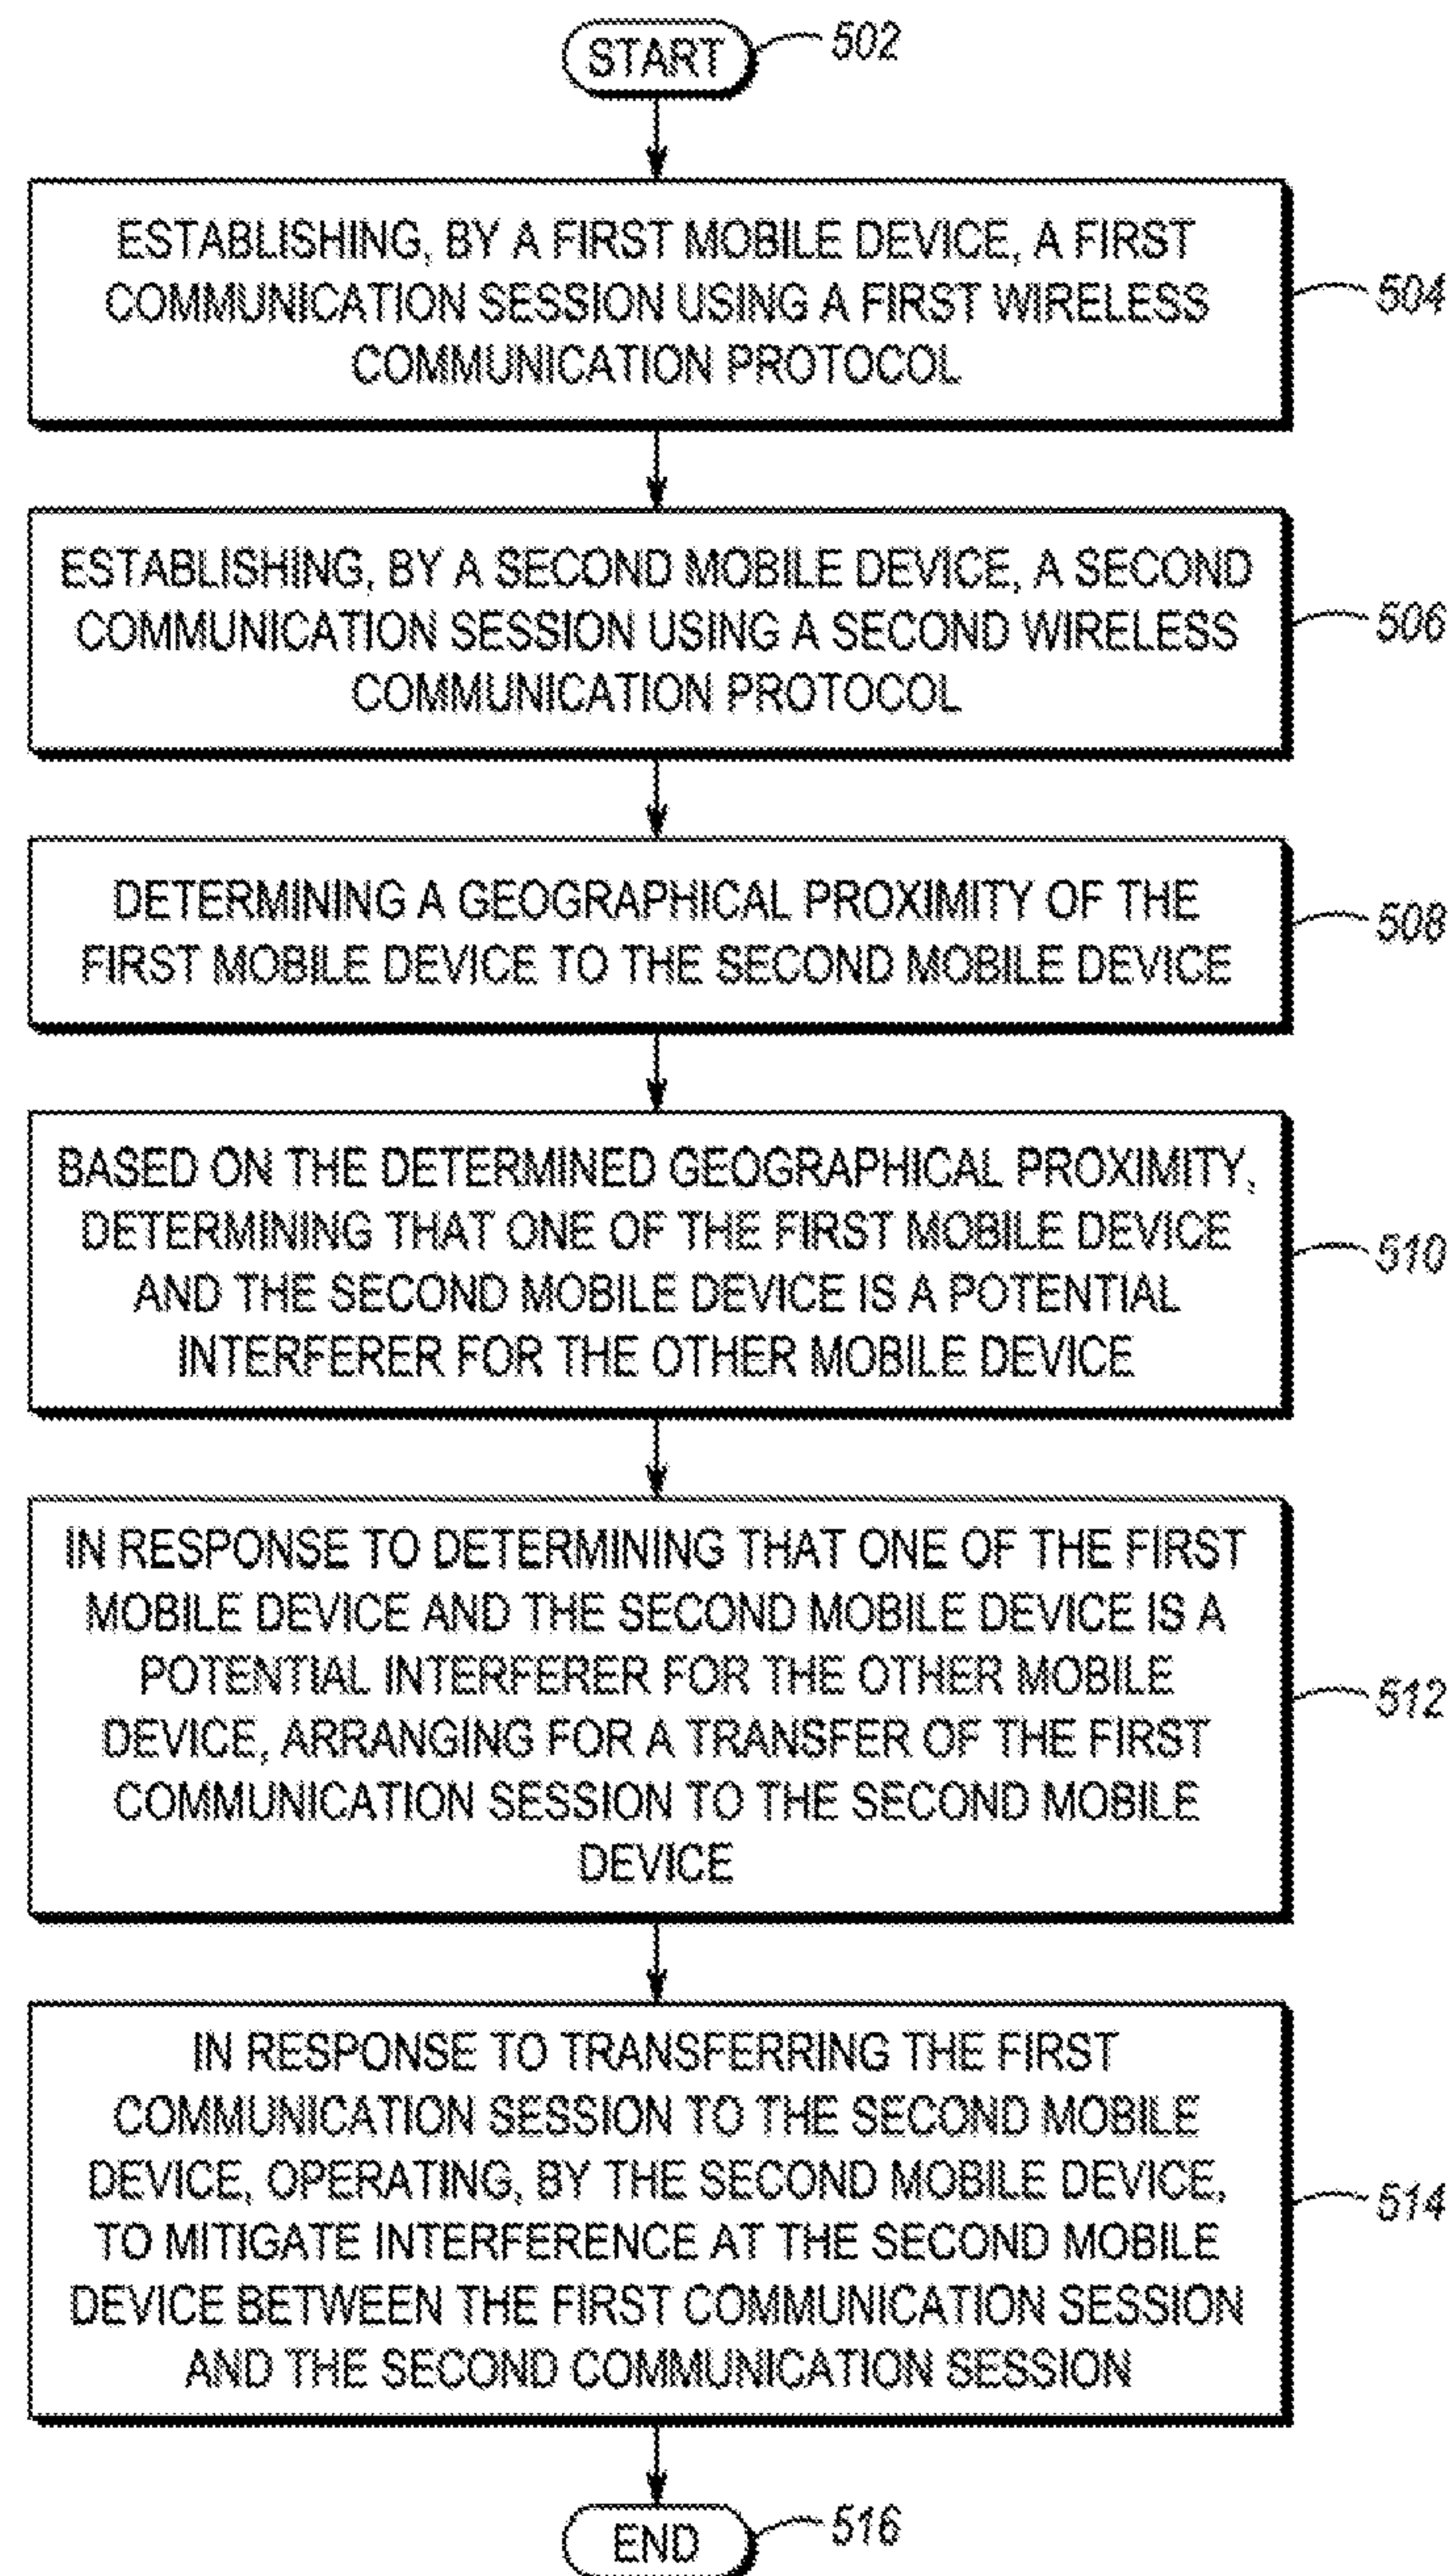 START
502
ESTABLISHING, BY A FIRST MOBILE DEVICE, A FIRST
COMMUNICATION SESSION USING A FIRST WIRELESS
COMMUNICATION PROTOCOL
504
ESTABLISHING, BY A SECOND MOBILE DEVICE, A SECOND
COMMUNICATION SESSION USING A SECOND WIRELESS
COMMUNICATION PROTOCOL
506
DETERMINING A GEOGRAPHICAL PROXIMITY OF THE
FIRST MOBILE DEVICE TO THE SECOND MOBILE DEVICE
508
BASED ON THE DETERMINED GEOGRAPHICAL PROXIMITY,
DETERMINING THAT ONE OF THE FIRST MOBILE DEVICE
AND THE SECOND MOBILE DEVICE IS A POTENTIAL
INTERFERER FOR THE OTHER MOBILE DEVICE
510
IN RESPONSE TO DETERMINING THAT ONE OF THE FIRST
MOBILE DEVICE AND THE SECOND MOBILE DEVICE IS A
POTENTIAL INTERFERER FOR THE OTHER MOBILE
DEVICE, ARRANGING FOR A TRANSFER OF THE FIRST
COMMUNICATION SESSION TO THE SECOND MOBILE
DEVICE
512
IN RESPONSE TO TRANSFERRING THE FIRST
COMMUNICATION SESSION TO THE SECOND MOBILE
DEVICE, OPERATING, BY THE SECOND MOBILE DEVICE,
TO MITIGATE INTERFERENCE AT THE SECOND MOBILE
DEVICE BETWEEN THE FIRST COMMUNICATION SESSION
AND THE SECOND COMMUNICATION SESSION
514
END
516